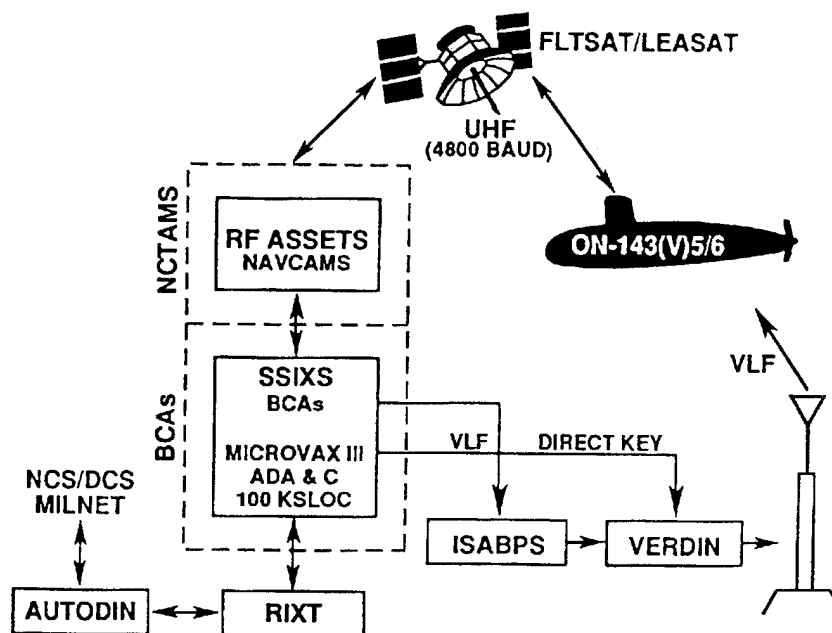 FLTSAT/LEASAT
UHF
(4800 BAUD)
NCTAMS
RF ASSETS
NAVCAMS
ON-143(V)5/6
BCAs
SSIXS
BCAs
MICROVAX III
ADA & C
100 KSLOC
VLF
VLF
DIRECT KEY
NCS/DCS
MILNET
ISABPS
VERDIN
AUTODIN
RIXT